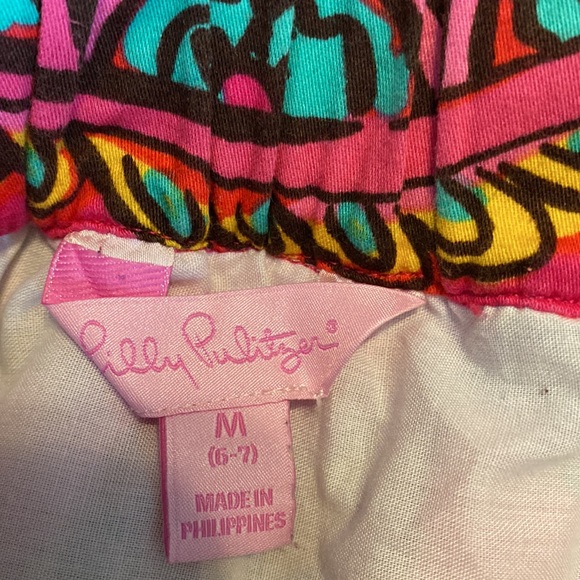 Lilly Pulitzer®
M
(6-7)
MADE IN
PHILIPPINES